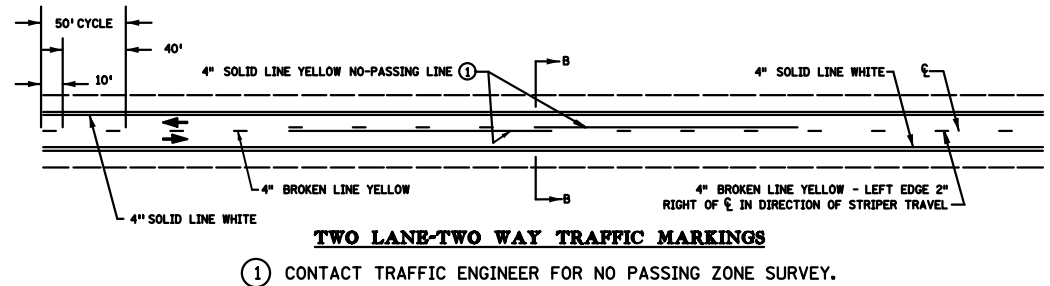 50' CYCLE
40'
10'
4" SOLID LINE YELLOW NO-PASSING LINE 1
B
4" SOLID LINE WHITE
℄
4" BROKEN LINE YELLOW
4" SOLID LINE WHITE
B
4" BROKEN LINE YELLOW - LEFT EDGE 2"
RIGHT OF ℄ IN DIRECTION OF STRIPER TRAVEL
TWO LANE-TWO WAY TRAFFIC MARKINGS
1 CONTACT TRAFFIC ENGINEER FOR NO PASSING ZONE SURVEY.